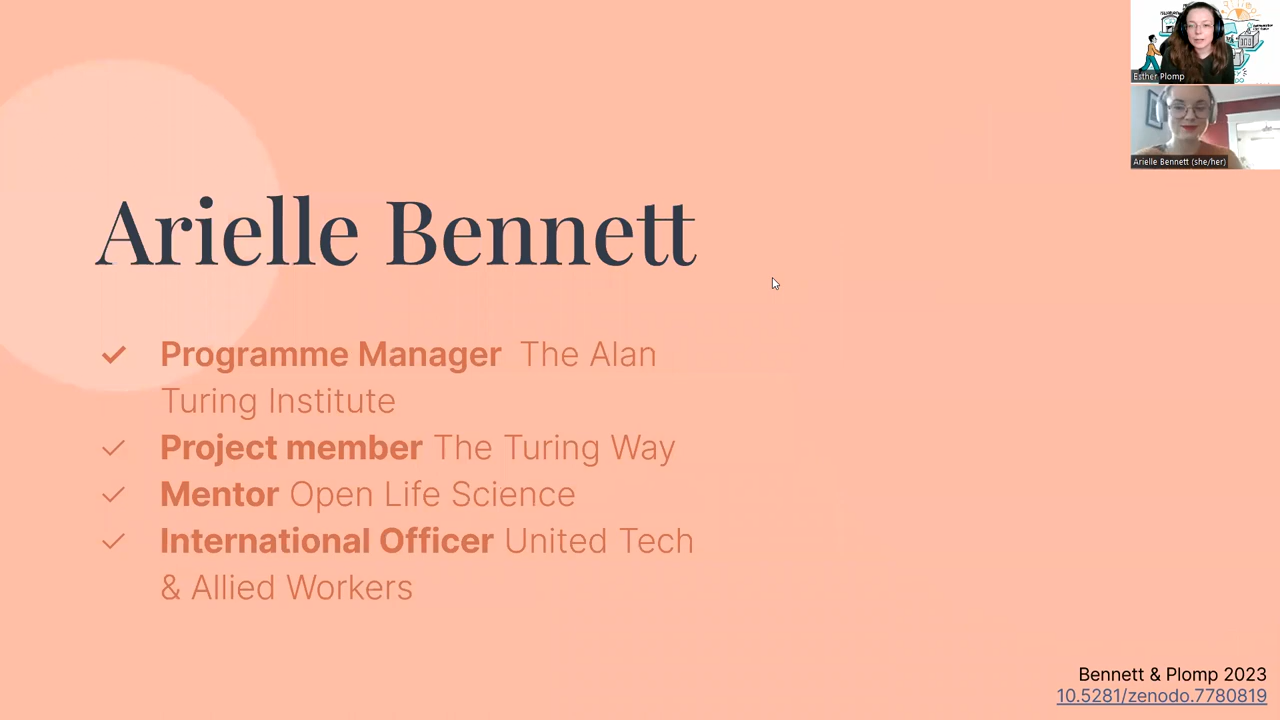 Esther Plomp
Arielle Bennett (she/her)
Arielle Bennett
Programme Manager The Alan
Turing Institute
Project member The Turing Way
Mentor Open Life Science
International Officer United Tech
& Allied Workers
Bennett & Plomp 2023
10.5281/zenodo.7780819